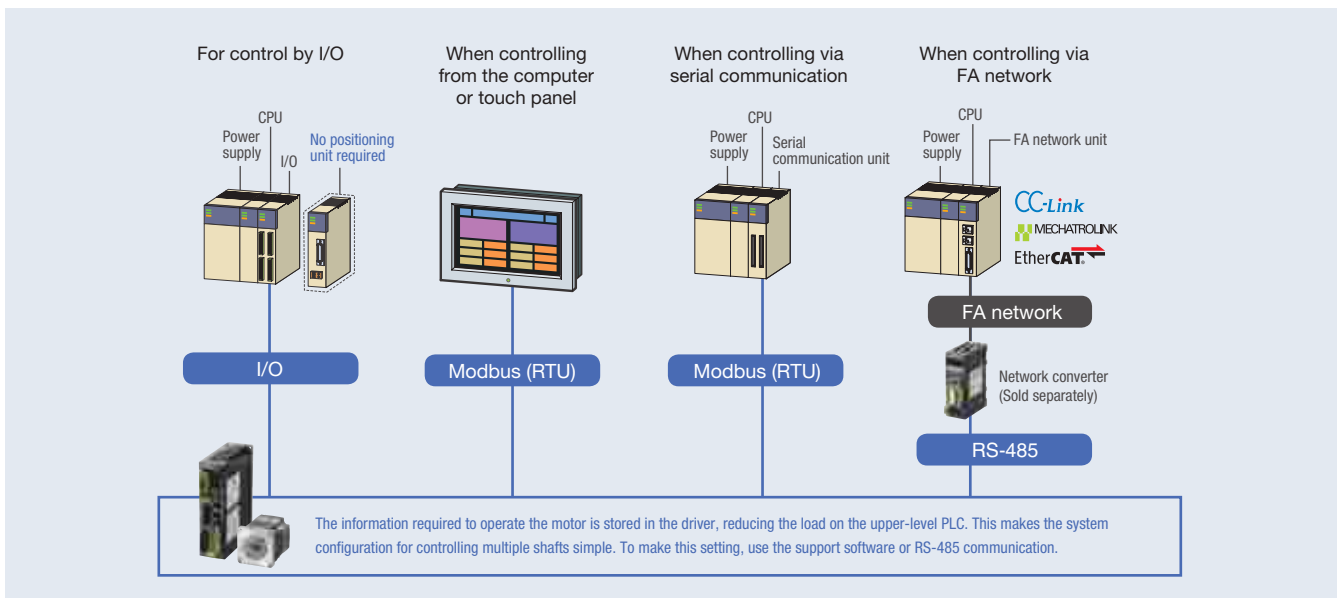 For control by I/O
Power
supply
CPU
I/O
No positioning
unit required
I/O
When controlling
from the computer
or touch panel
Modbus (RTU)
When controlling via
serial communication
Power
supply
CPU
Serial
communication unit
Modbus (RTU)
When controlling via
FA network
Power
supply
CPU
FA network unit
CC-Link
MECHATROLINK
EtherCAT®
FA network
Network converter
(Sold separately)
RS-485
The information required to operate the motor is stored in the driver, reducing the load on the upper-level PLC. This makes the system
configuration for controlling multiple shafts simple. To make this setting, use the support software or RS-485 communication.